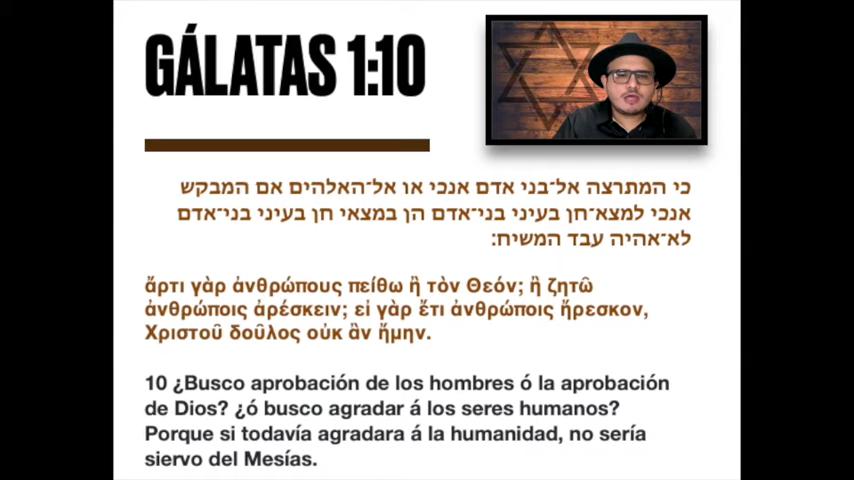 GÁLATAS 1:10
כי המתרצה אל־בני אדם אנכי או אל־האלהים אם המבקש
אנכי למצא־חן בעיני בני־אדם הן במצאי חן בעיני בני־אדם
לא־אהיה עבד המשיח:
ἄρτι γὰρ ἀνθρώπους πείθω ἢ τὸν Θεόν; ἢ ζητῶ
ἀνθρώποις ἀρέσκειν; εἰ γὰρ ἔτι ἀνθρώποις ἤρεσκον,
Χριστοῦ δοῦλος οὐκ ἂν ἤμην.
10 ¿Busco aprobación de los hombres ó la aprobación
de Dios? ¿ó busco agradar á los seres humanos?
Porque si todavía agradara á la humanidad, no sería
siervo del Mesías.